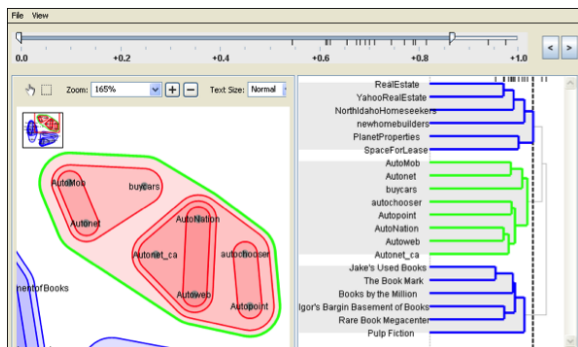 File View
0.0 +0.2 +0.4 +0.6 +0.8 +1.0
< >
Zoom: 165% Text Size: Normal
AutoMob
buycars
Autonet
AutoNation
Autonet_ca
autochooser
Autoweb
Autopoint
nentofBooks
RealEstate
YahooRealEstate
NorthIdahoHomeseekers
newhomebuilders
PlanetProperties
SpaceForLease
AutoMob
Autonet
buycars
autochooser
Autopoint
AutoNation
Autoweb
Autonet_ca
Jake's Used Books
The Book Mark
Books by the Million
Igor's Bargin Basement of Books
Rare Book Megacenter
Pulp Fiction